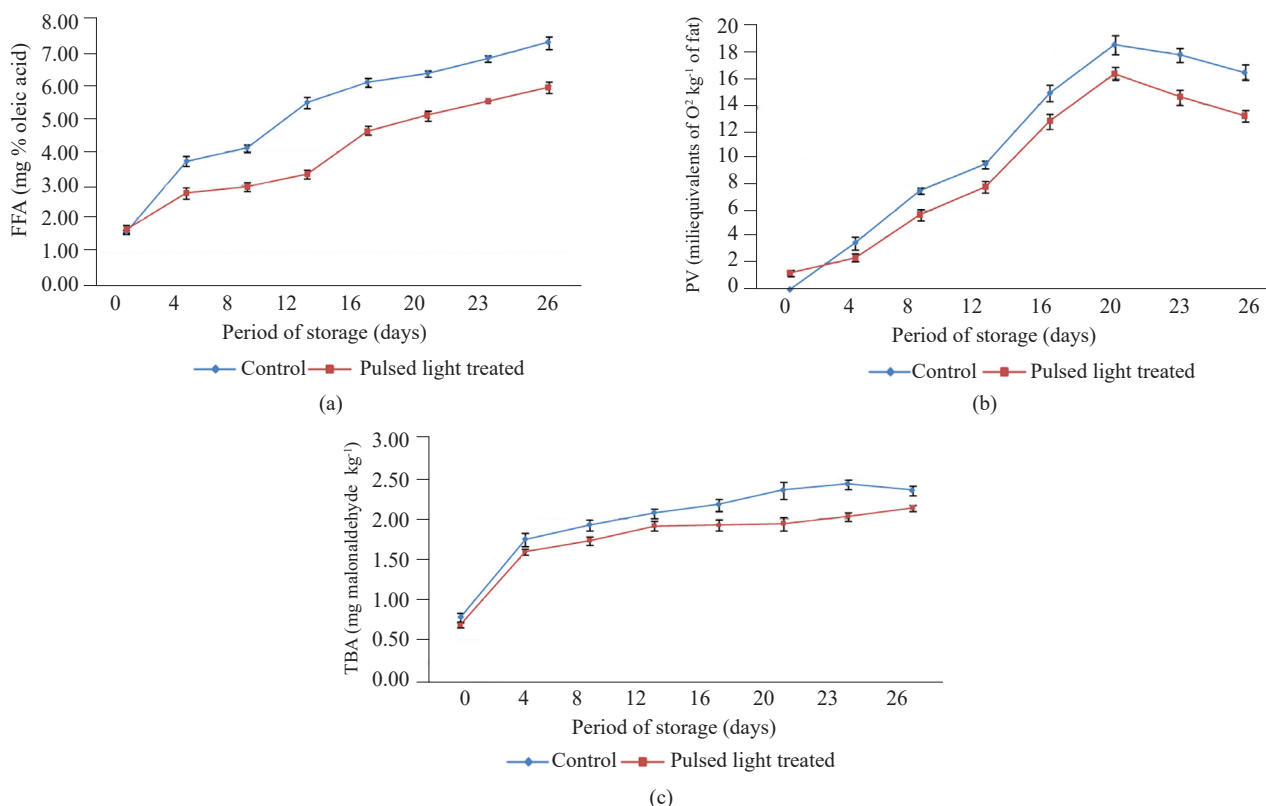 FFA (mg % oleic acid)
8.00
7.00
6.00
5.00
4.00
3.00
2.00
1.00
0.00
0 4 8 12 16 20 23 26
Period of storage (days)
Control Pulsed light treated
(a)
PV (miliequivalents of O² kg⁻¹ of fat)
20
18
16
14
12
10
8
6
4
2
0
0 4 8 12 16 20 23 26
Period of storage (days)
Control Pulsed light treated
(b)
TBA (mg malonaldehyde kg⁻¹)
3.00
2.50
2.00
1.50
1.00
0.50
0.00
0 4 8 12 16 20 23 26
Period of storage (days)
Control Pulsed light treated
(c)